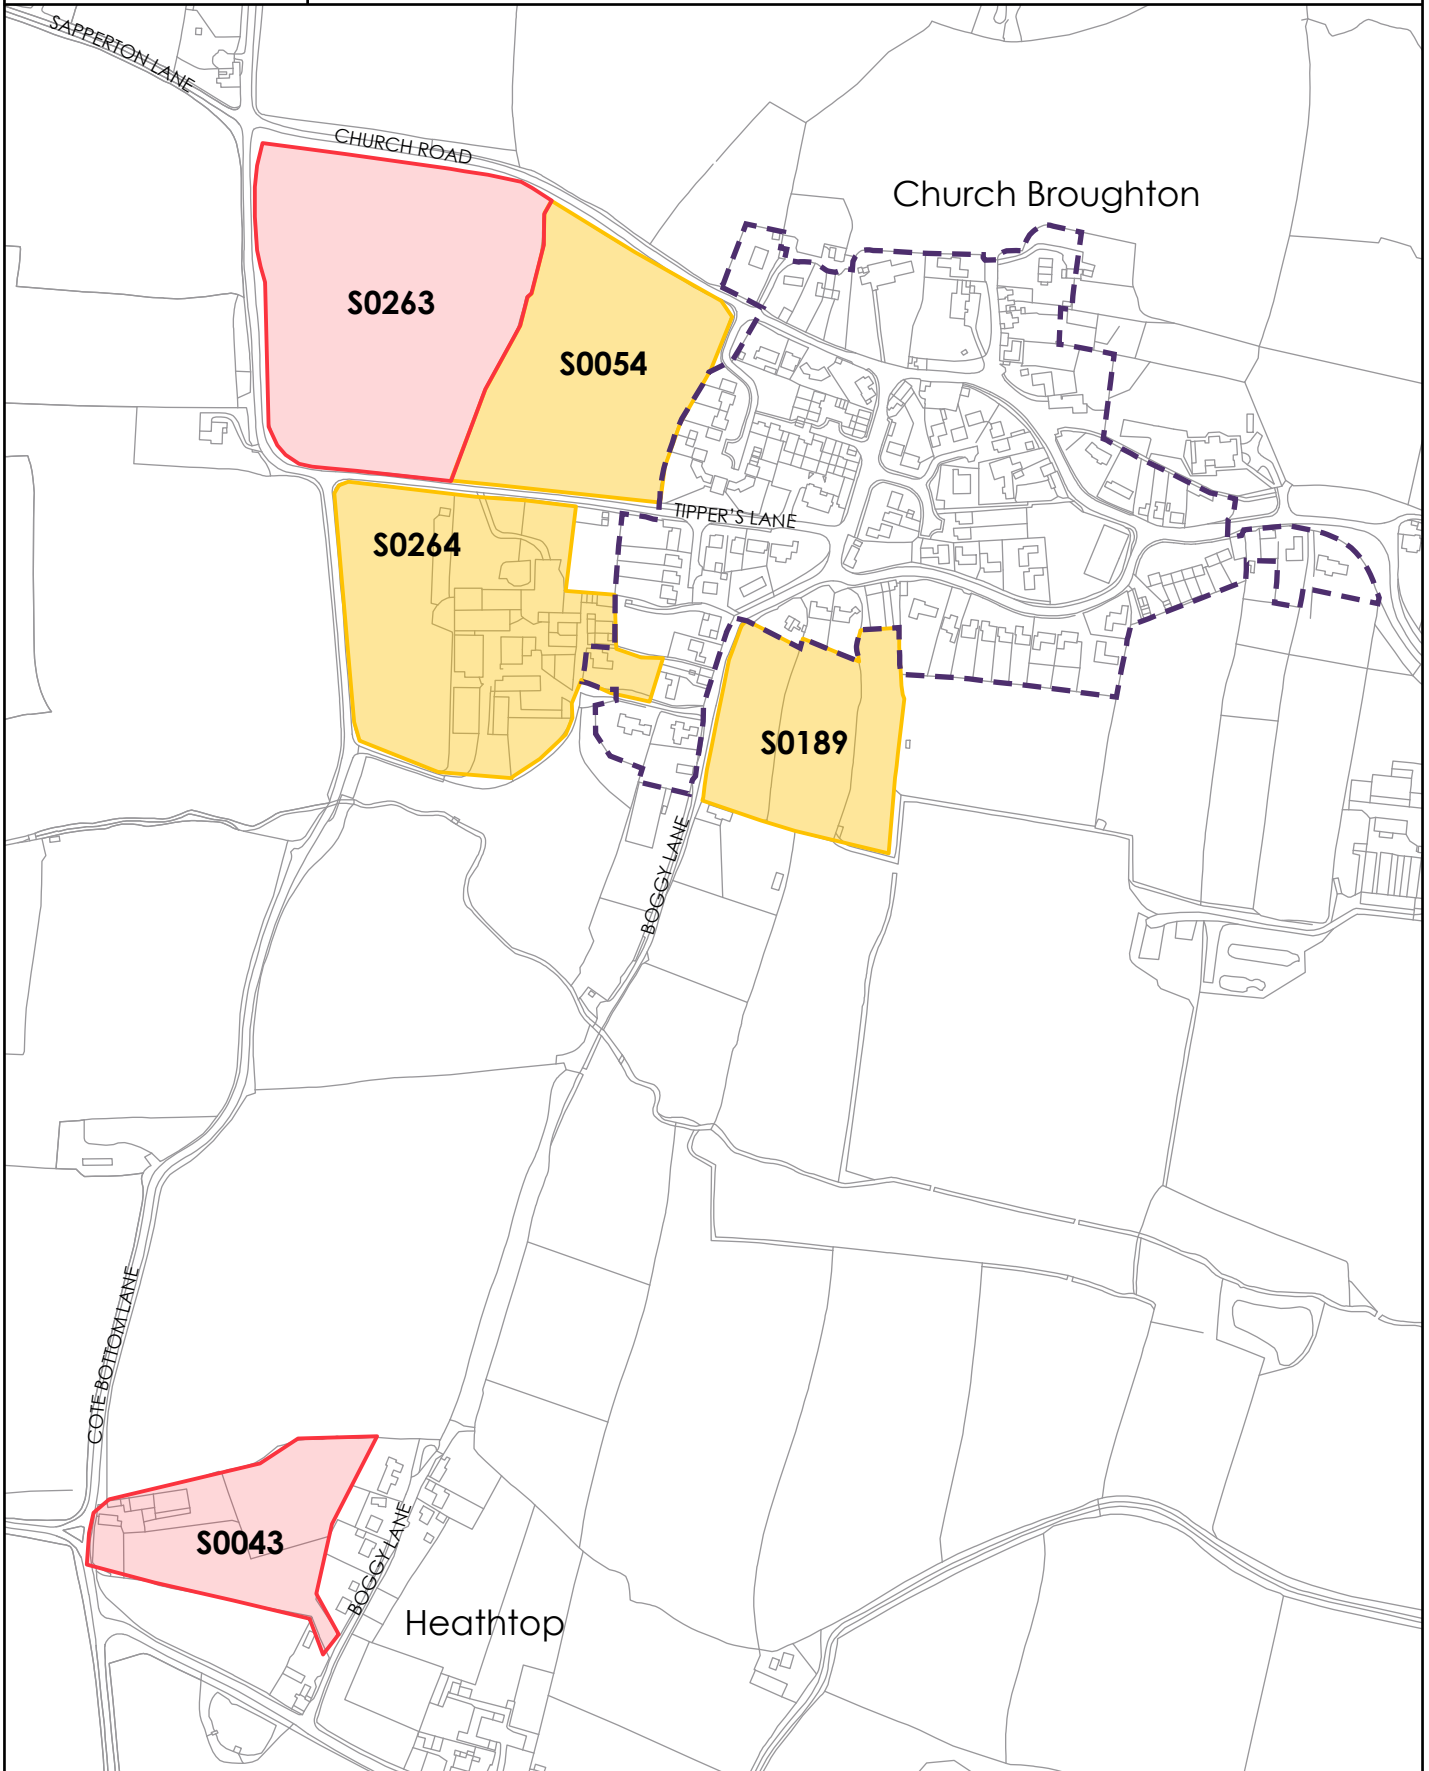 SAPPERTON LANE
CHURCH ROAD
Church Broughton
S0263
S0054
TIPPER'S LANE
S0264
S0189
BOGGY LANE
COTE BOTTOM LANE
S0043
BOGGY LANE
Heathtop